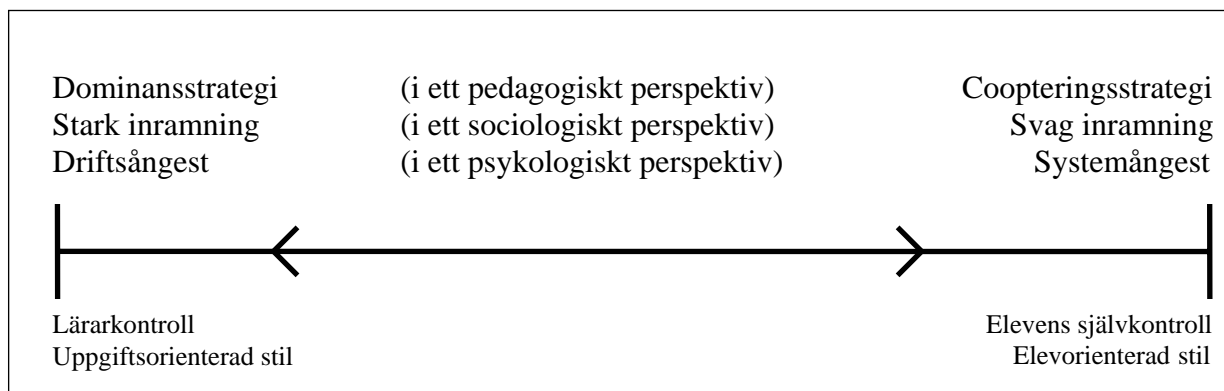 Dominansstrategi (i ett pedagogiskt perspektiv) Coopteringsstrategi
Stark inramning (i ett sociologiskt perspektiv) Svag inramning
Driftsångest (i ett psykologiskt perspektiv) Systemångest
Lärarkontroll Elevens självkontroll
Uppgiftsorienterad stil Elevorienterad stil